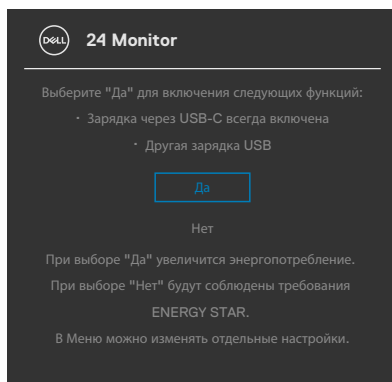 DELL 24 Monitor
Выберите "Да" для включения следующих функций:
· Зарядка через USB-C всегда включена
· Другая зарядка USB
Да
Нет
При выборе "Да" увеличится энергопотребление.
При выборе "Нет" будут соблюдены требования
ENERGY STAR.
В Меню можно изменять отдельные настройки.